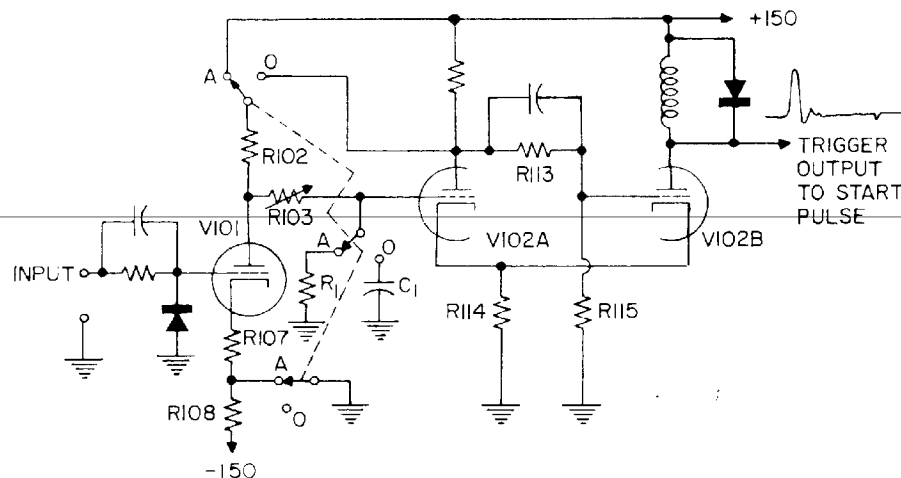 +150
A
O
R102
R113
TRIGGER
OUTPUT
TO START
PULSE
R103
V101
V102A
V102B
A
O
INPUT
R1
C1
R114
R115
R107
A
R108
O
-150